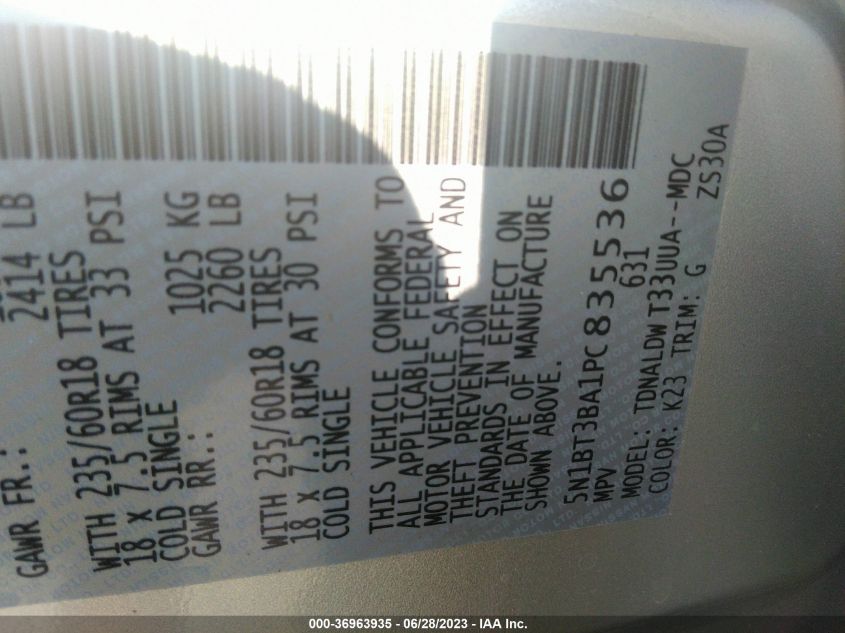 GAWR FR.:
2414 LB
WITH 235/60R18 TIRES
18 X 7.5 RIMS AT 33 PSI
COLD SINGLE
1025 KG
GAWR RR.:
2260 LB
WITH 235/60R18 TIRES
18 X 7.5 RIMS AT 30 PSI
COLD SINGLE
THIS VEHICLE CONFORMS TO
ALL APPLICABLE FEDERAL
MOTOR VEHICLE SAFETY AND
THEFT PREVENTION
STANDARDS IN EFFECT ON
THE DATE OF MANUFACTURE
SHOWN ABOVE.
5N1BT3BA1PC835536
MPV 631
MODEL: TDNALDW T33UUA---MDC
COLOR: K23 TRIM: G ZS30A
000-36963935 - 06/28/2023 - IAA Inc.